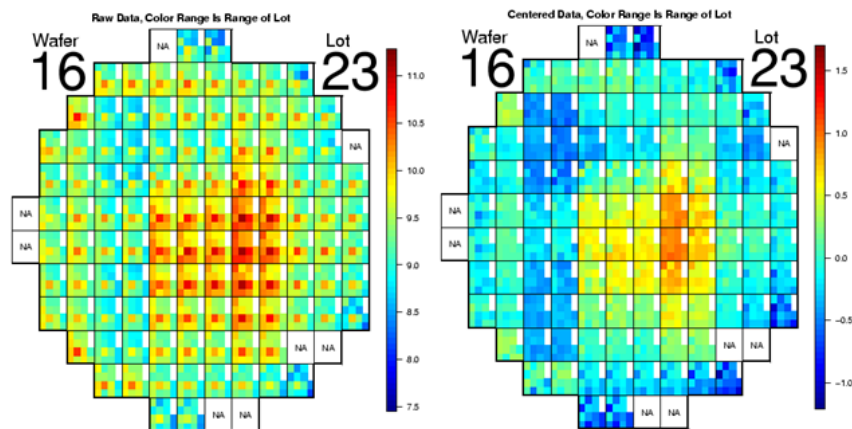 Raw Data, Color Range Is Range of Lot
Wafer
16
Lot
23
NA
NA
NA
NA
NA NA
NA NA
11.0
10.5
10.0
9.5
9.0
8.5
8.0
7.5
Centered Data, Color Range Is Range of Lot
Wafer
16
Lot
23
NA
NA
NA
NA
NA NA
NA NA
1.5
1.0
0.5
0.0
-0.5
-1.0